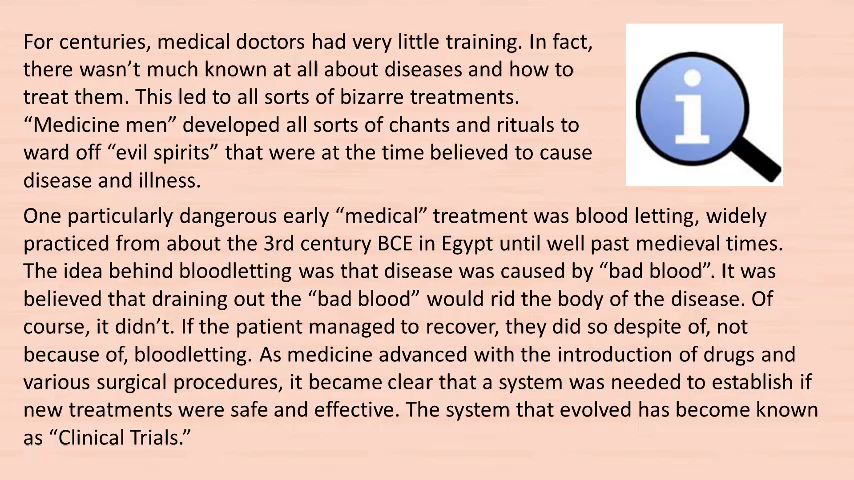 For centuries, medical doctors had very little training. In fact,
there wasn’t much known at all about diseases and how to
treat them. This led to all sorts of bizarre treatments.
“Medicine men” developed all sorts of chants and rituals to
ward off “evil spirits” that were at the time believed to cause
disease and illness.
i
One particularly dangerous early “medical” treatment was blood letting, widely
practiced from about the 3rd century BCE in Egypt until well past medieval times.
The idea behind bloodletting was that disease was caused by “bad blood”. It was
believed that draining out the “bad blood” would rid the body of the disease. Of
course, it didn’t. If the patient managed to recover, they did so despite of, not
because of, bloodletting. As medicine advanced with the introduction of drugs and
various surgical procedures, it became clear that a system was needed to establish if
new treatments were safe and effective. The system that evolved has become known
as “Clinical Trials.”